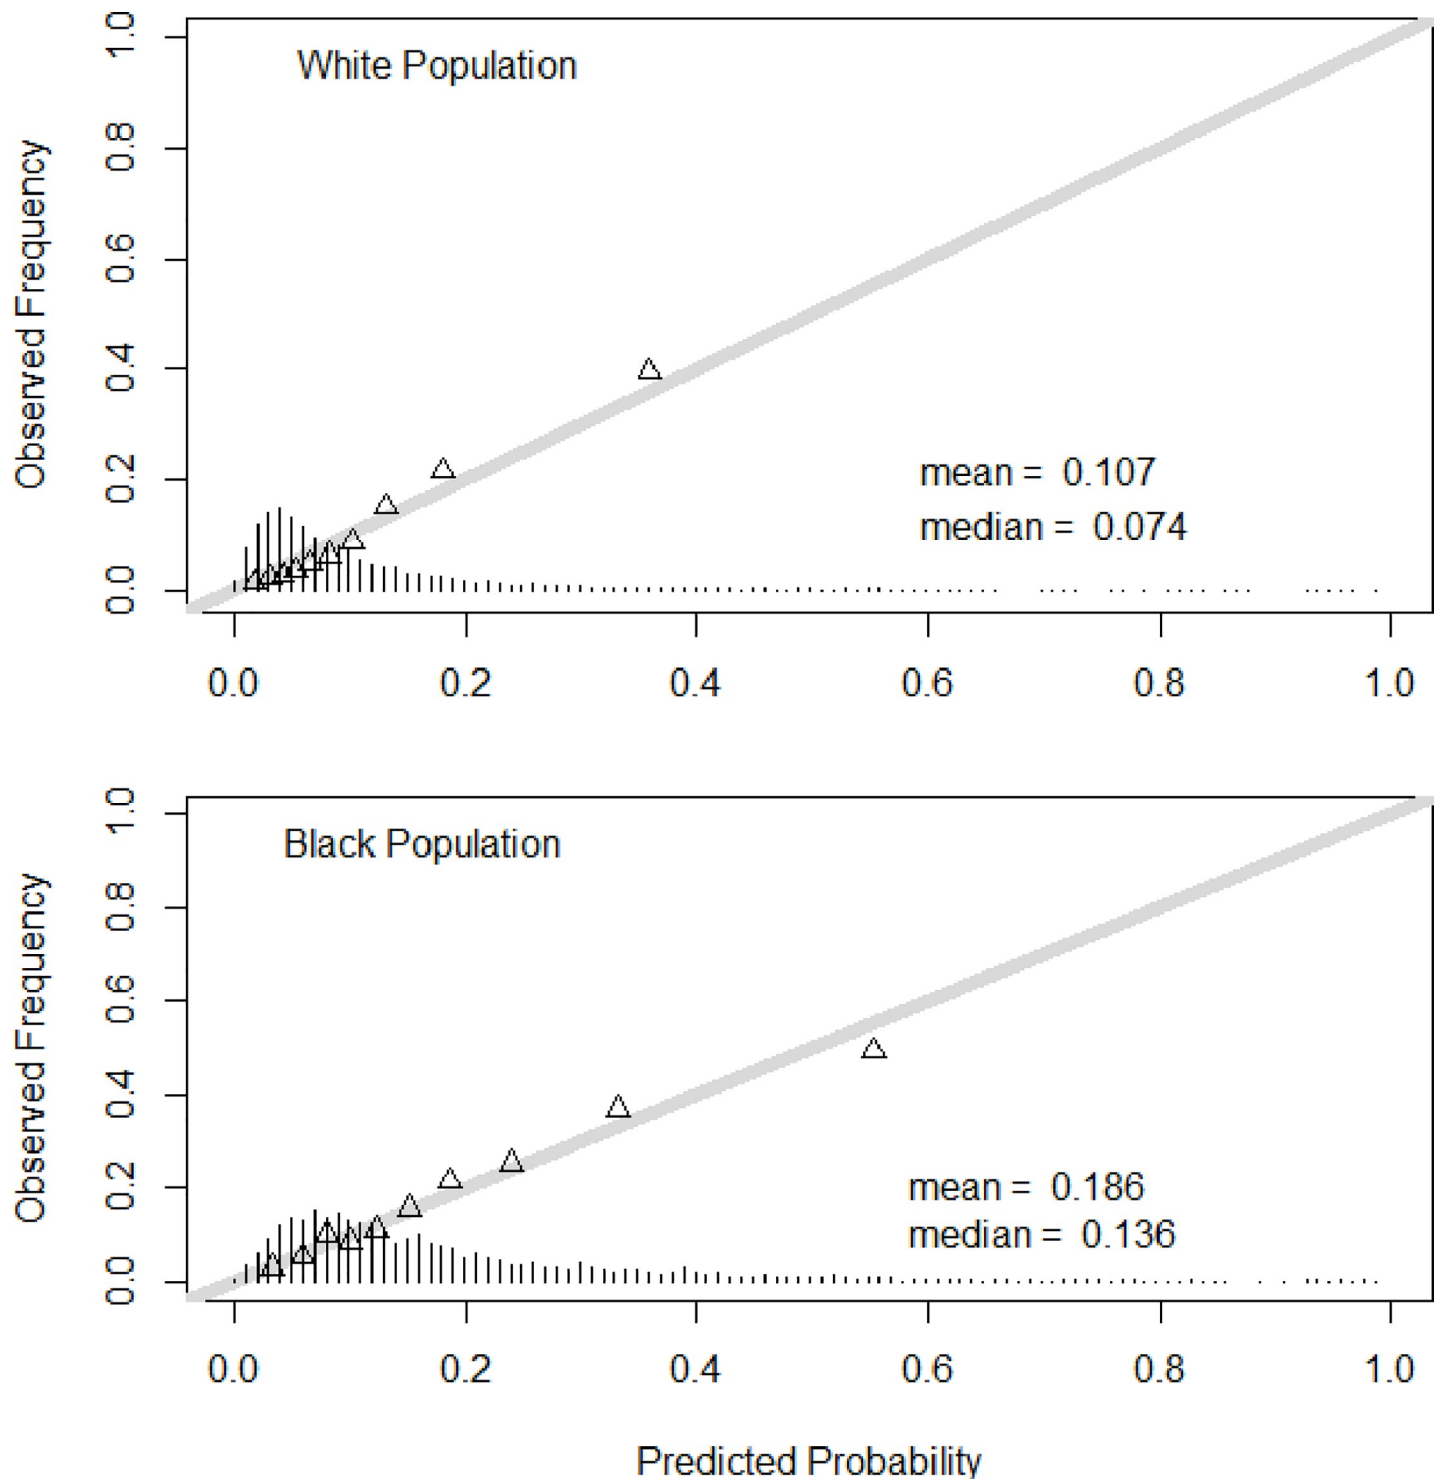 White Population
Observed Frequency
1.0
0.8
0.6
0.4
0.2
0.0
mean = 0.107
median = 0.074
0.0 0.2 0.4 0.6 0.8 1.0
Black Population
Observed Frequency
1.0
0.8
0.6
0.4
0.2
0.0
mean = 0.186
median = 0.136
0.0 0.2 0.4 0.6 0.8 1.0
Predicted Probability